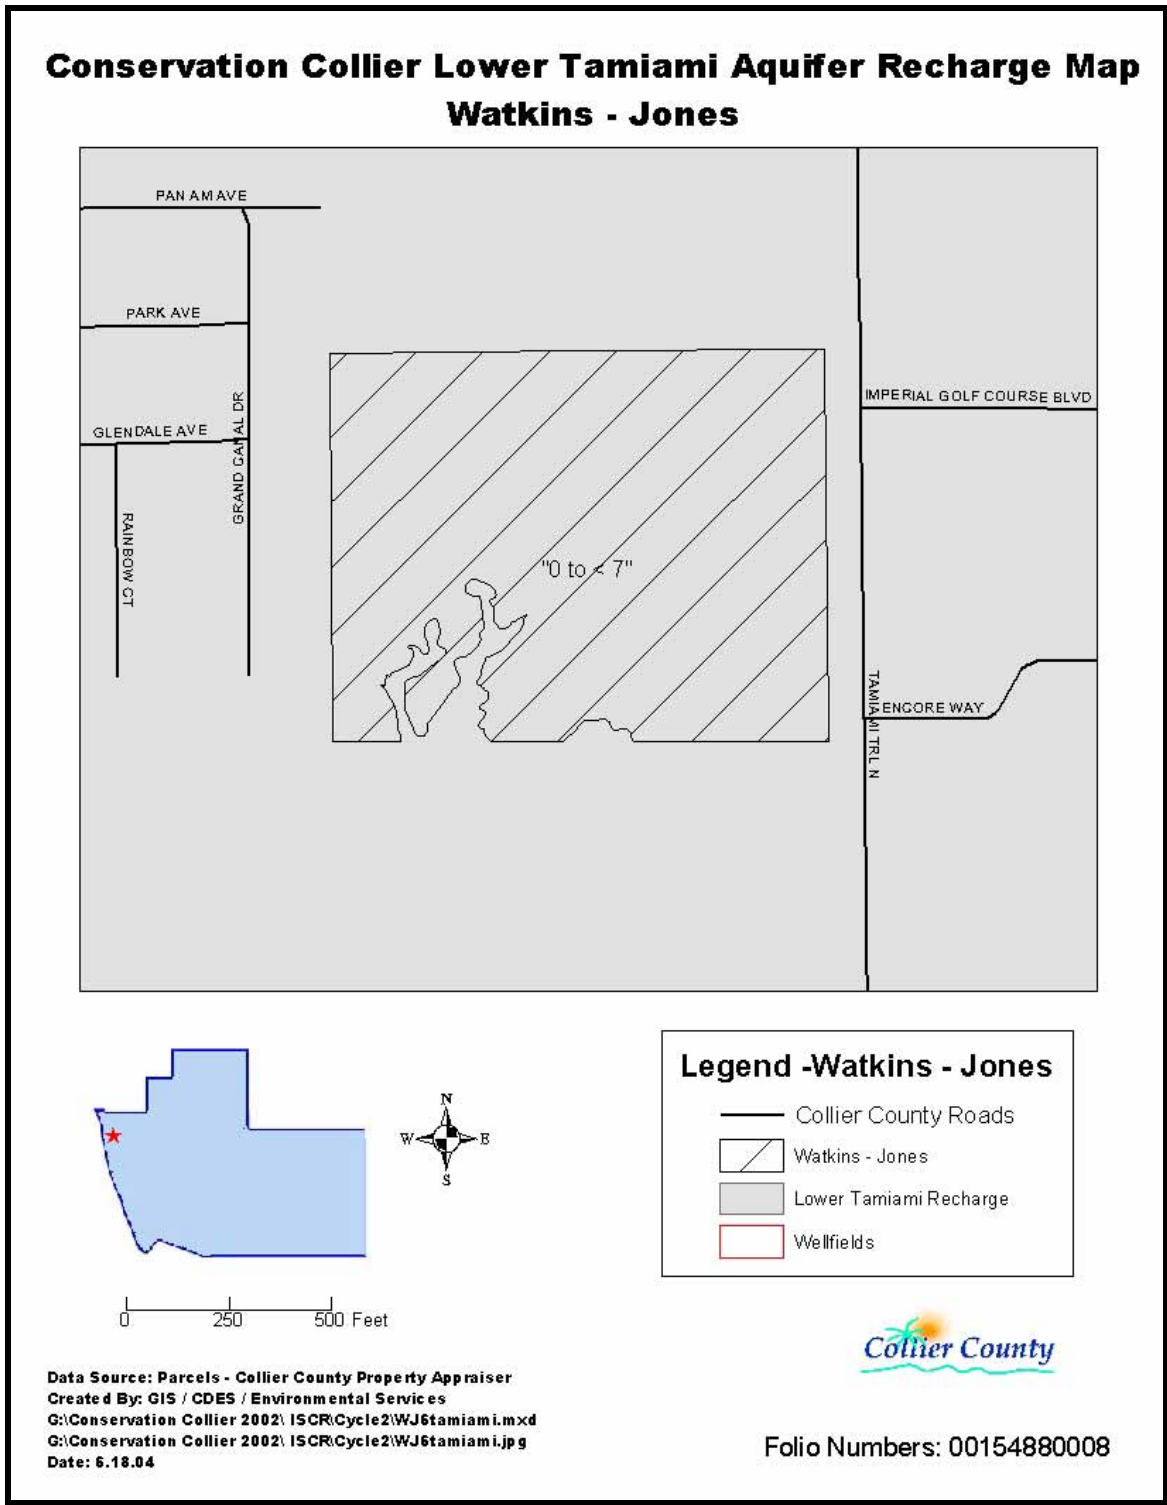 Conservation Collier Lower Tamiami Aquifer Recharge Map
Watkins - Jones
PAN AM AVE
PARK AVE
GLENDALE AVE
GRAND CANAL DR
RAINBOW CT
IMPERIAL GOLF COURSE BLVD
"0 to < 7"
TAMIAMI TRL N
ENCORE WAY
Legend -Watkins - Jones
Collier County Roads
Watkins - Jones
Lower Tamiami Recharge
Wellfields
N
W E
S
0 250 500 Feet
Collier County
Data Source: Parcels - Collier County Property Appraiser
Created By: GIS / CDES / Environmental Services
G:\Conservation Collier 2002\ ISCR\Cycle2\WJ6tamiami.mxd
G:\Conservation Collier 2002\ ISCR\Cycle2\WJ6tamiami.jpg
Date: 6.18.04
Folio Numbers: 00154880008